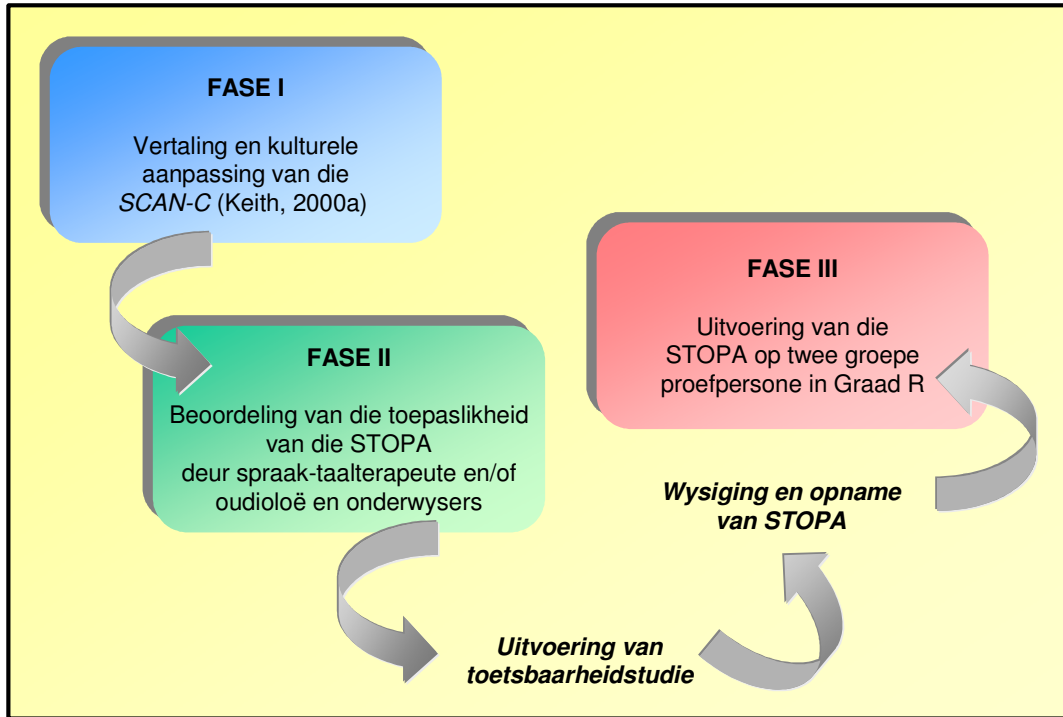 FASE I
Vertaling en kulturele
aanpassing van die
SCAN-C (Keith, 2000a)
FASE II
Beoordeling van die toepaslikheid
van die STOPA
deur spraak-taalterapeute en/of
oudioloë en onderwysers
Uitvoering van
toetsbaarheidstudie
Wysiging en opname
van STOPA
FASE III
Uitvoering van die
STOPA op twee groepe
proefpersone in Graad R